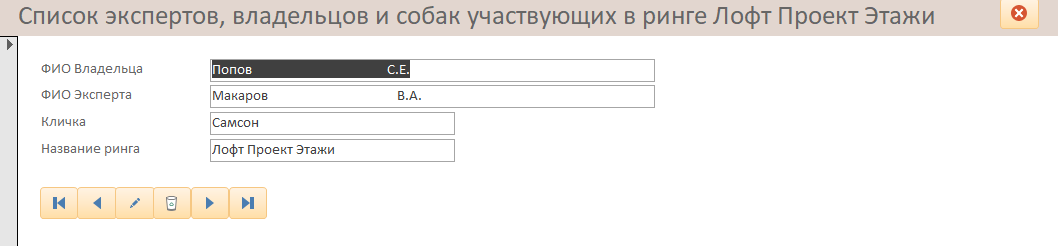 Список экспертов, владельцов и собак участвующих в ринге Лофт Проект Этажи
ФИО Владельца Попов С.Е.
ФИО Эксперта Макаров В.А.
Кличка Самсон
Название ринга Лофт Проект Этажи